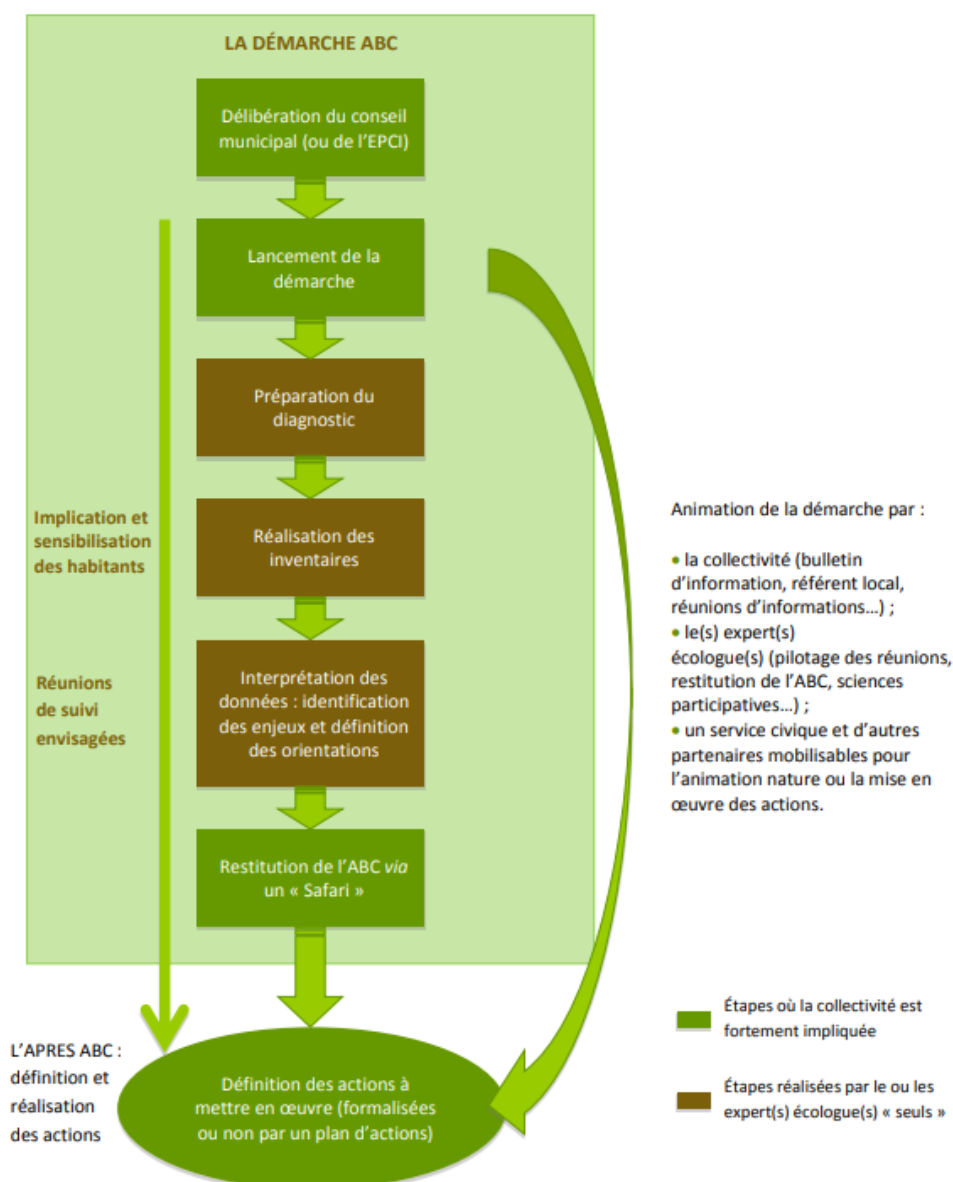 LA DÉMARCHE ABC
Délibération du conseil
municipal (ou de l'EPCI)
Lancement de la
démarche
Préparation du
diagnostic
Réalisation des
inventaires
Interprétation des
données : identification
des enjeux et définition
des orientations
Restitution de l'ABC via
un « Safari »
Implication et
sensibilisation
des habitants
Réunions
de suivi
envisagées
Animation de la démarche par :
• la collectivité (bulletin
d'information, référent local,
réunions d'informations…) ;
• le(s) expert(s)
écologue(s) (pilotage des réunions,
restitution de l'ABC, sciences
participatives…) ;
• un service civique et d'autres
partenaires mobilisables pour
l'animation nature ou la mise en
œuvre des actions.
L'APRES ABC :
définition et
réalisation
des actions
Définition des actions à
mettre en œuvre (formalisées
ou non par un plan d'actions)
Étapes où la collectivité est
fortement impliquée
Étapes réalisées par le ou les
expert(s) écologue(s) « seuls »